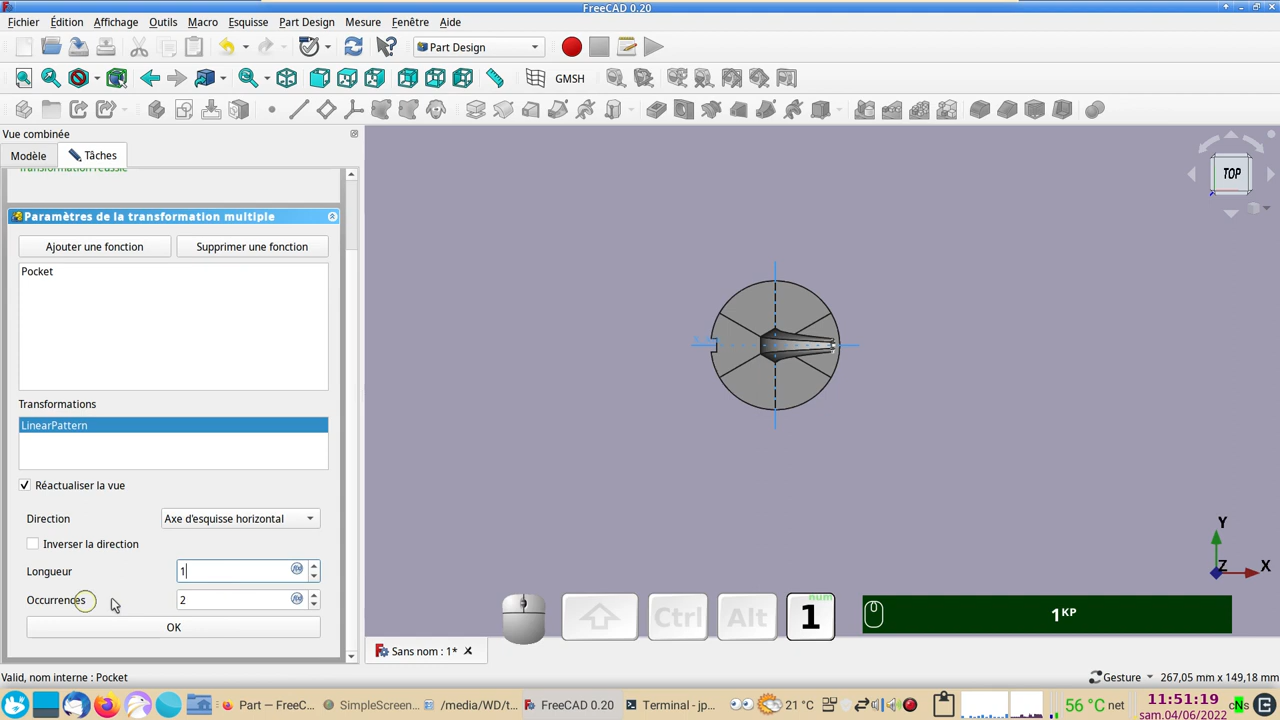 FreeCAD 0.20
Fichier Édition Affichage Outils Macro Esquisse Part Design Mesure Fenêtre Aide
Part Design
GMSH
Vue combinée
Modèle Tâches
Transformation réussie
Paramètres de la transformation multiple
Ajouter une fonction Supprimer une fonction
Pocket
Transformations
LinearPattern
Réactualiser la vue
Direction Axe d'esquisse horizontal
Inverser la direction
Longueur 1
Occurrences 2
OK
TOP
Y
Z X
num
Ctrl Alt 1 1KP
Sans nom : 1*
Valid, nom interne : Pocket Gesture 267,05 mm x 149,18 mm
Part — FreeC... SimpleScreen... /media/WD/t... FreeCAD 0.20 Terminal - jp... 21 °C 56 °C net 11:51:19
sam.04/06/2022